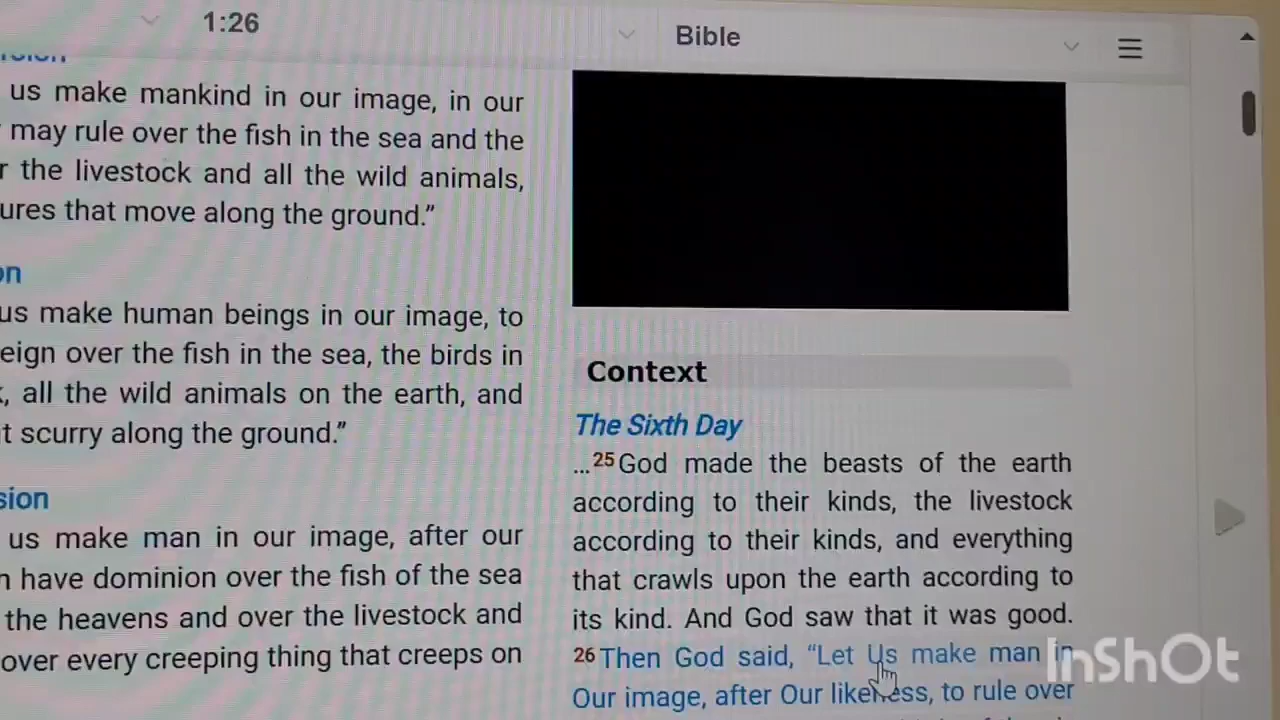 1:26
Bible
us make mankind in our image, in our
may rule over the fish in the sea and the
the livestock and all the wild animals,
ures that move along the ground.”
on
us make human beings in our image, to
eign over the fish in the sea, the birds in
, all the wild animals on the earth, and
t scurry along the ground.”
sion
us make man in our image, after our
have dominion over the fish of the sea
the heavens and over the livestock and
over every creeping thing that creeps on
Context
The Sixth Day
...25God made the beasts of the earth
according to their kinds, the livestock
according to their kinds, and everything
that crawls upon the earth according to
its kind. And God saw that it was good.
26Then God said, “Let Us make man in
Our image, after Our likeness, to rule over
InShOt